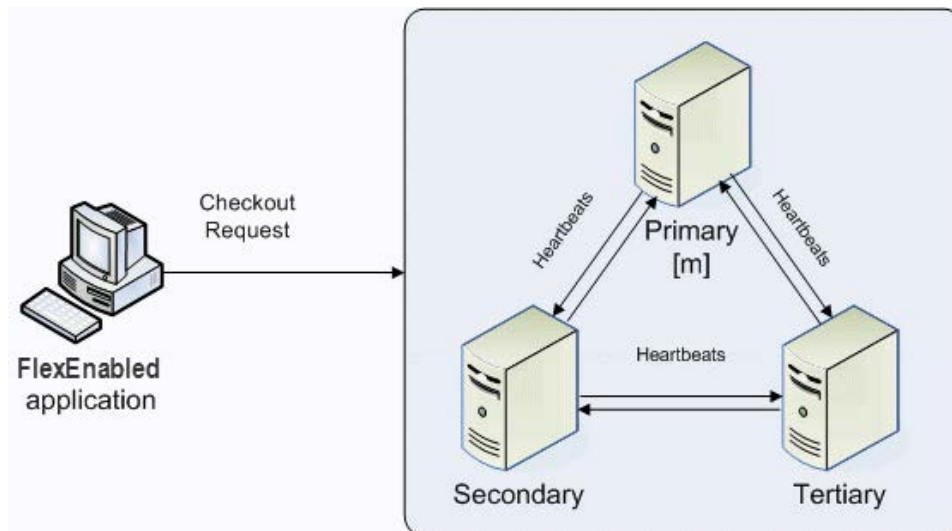 Checkout
Request
FlexEnabled
application
Heartbeats
Heartbeats
Primary
[m]
Heartbeats
Secondary
Tertiary